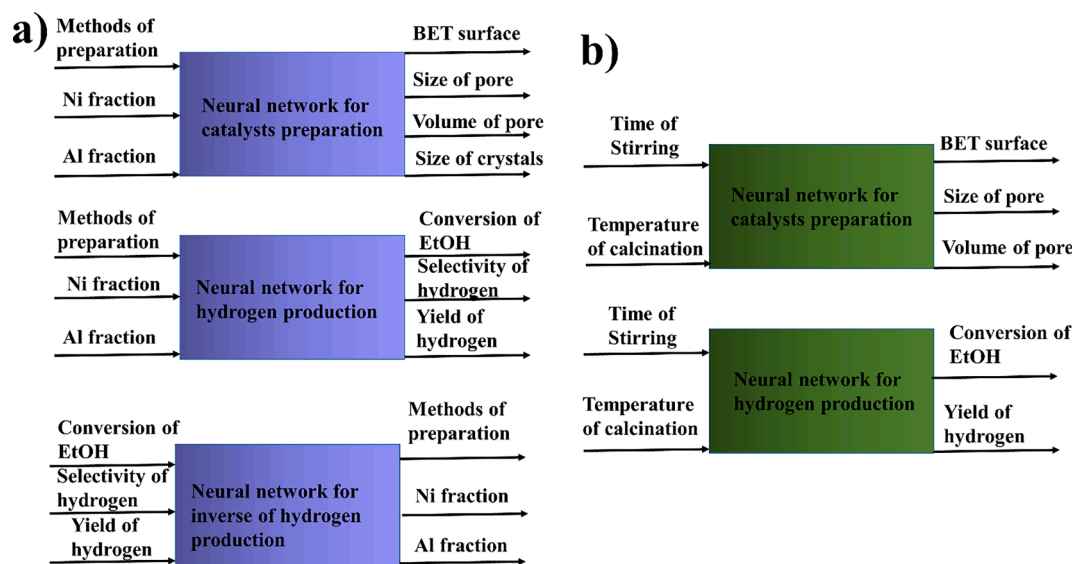 a)
Methods of
preparation
Ni fraction
Al fraction
Neural network for
catalysts preparation
BET surface
Size of pore
Volume of pore
Size of crystals
Methods of
preparation
Ni fraction
Al fraction
Neural network for
hydrogen production
Conversion of
EtOH
Selectivity of
hydrogen
Yield of
hydrogen
Conversion of
EtOH
Selectivity of
hydrogen
Yield of
hydrogen
Neural network for
inverse of hydrogen
production
Methods of
preparation
Ni fraction
Al fraction
b)
Time of
Stirring
Temperature
of calcination
Neural network for
catalysts preparation
BET surface
Size of pore
Volume of pore
Time of
Stirring
Temperature
of calcination
Neural network for
hydrogen production
Conversion of
EtOH
Yield of
hydrogen